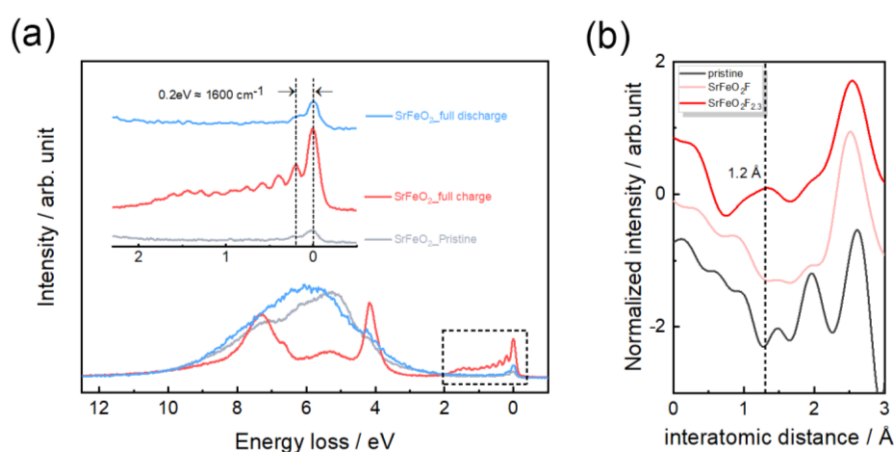 (a)
Intensity / arb. unit
0.2eV ≈ 1600 cm-1
SrFeO2_full discharge
SrFeO2_full charge
SrFeO2_Pristine
2 1 0
12 10 8 6 4 2 0
Energy loss / eV
(b)
Normalized intensity / arb.unit
2
0
-2
pristine
SrFeO2F
SrFeO2F2.3
1.2 Å
0 1 2 3
interatomic distance / Å